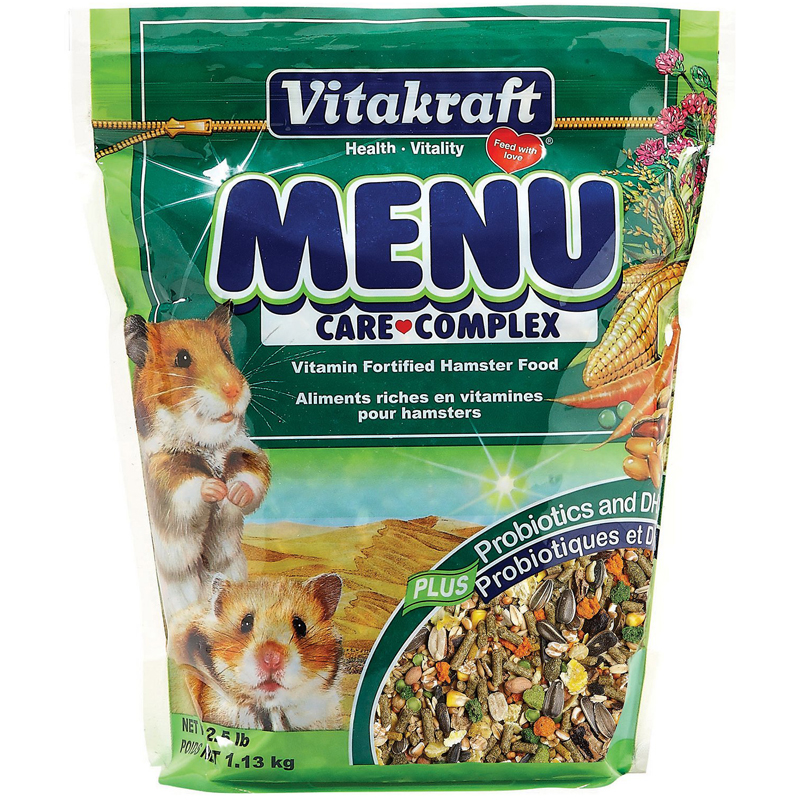 Vitakraft
Health · Vitality
Feed with
love
®
MENU
CARE♥COMPLEX
Vitamin Fortified Hamster Food
Aliments riches en vitamines
pour hamsters
Probiotics and DH
Probiotiques et D
PLUS
NET 2.5 lb
POIDS NET 1.13 kg